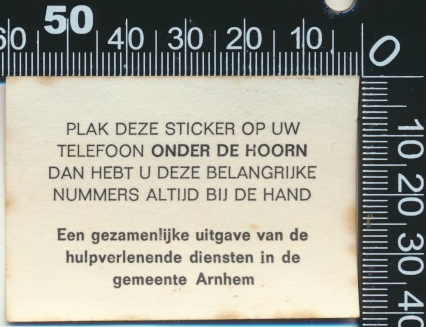 60 50 40 30 20 10 0
PLAK DEZE STICKER OP UW
TELEFOON ONDER DE HOORN
DAN HEBT U DEZE BELANGRIJKE
NUMMERS ALTIJD BIJ DE HAND
Een gezamenlijke uitgave van de
hulpverlenende diensten in de
gemeente Arnhem
10
20
30
40